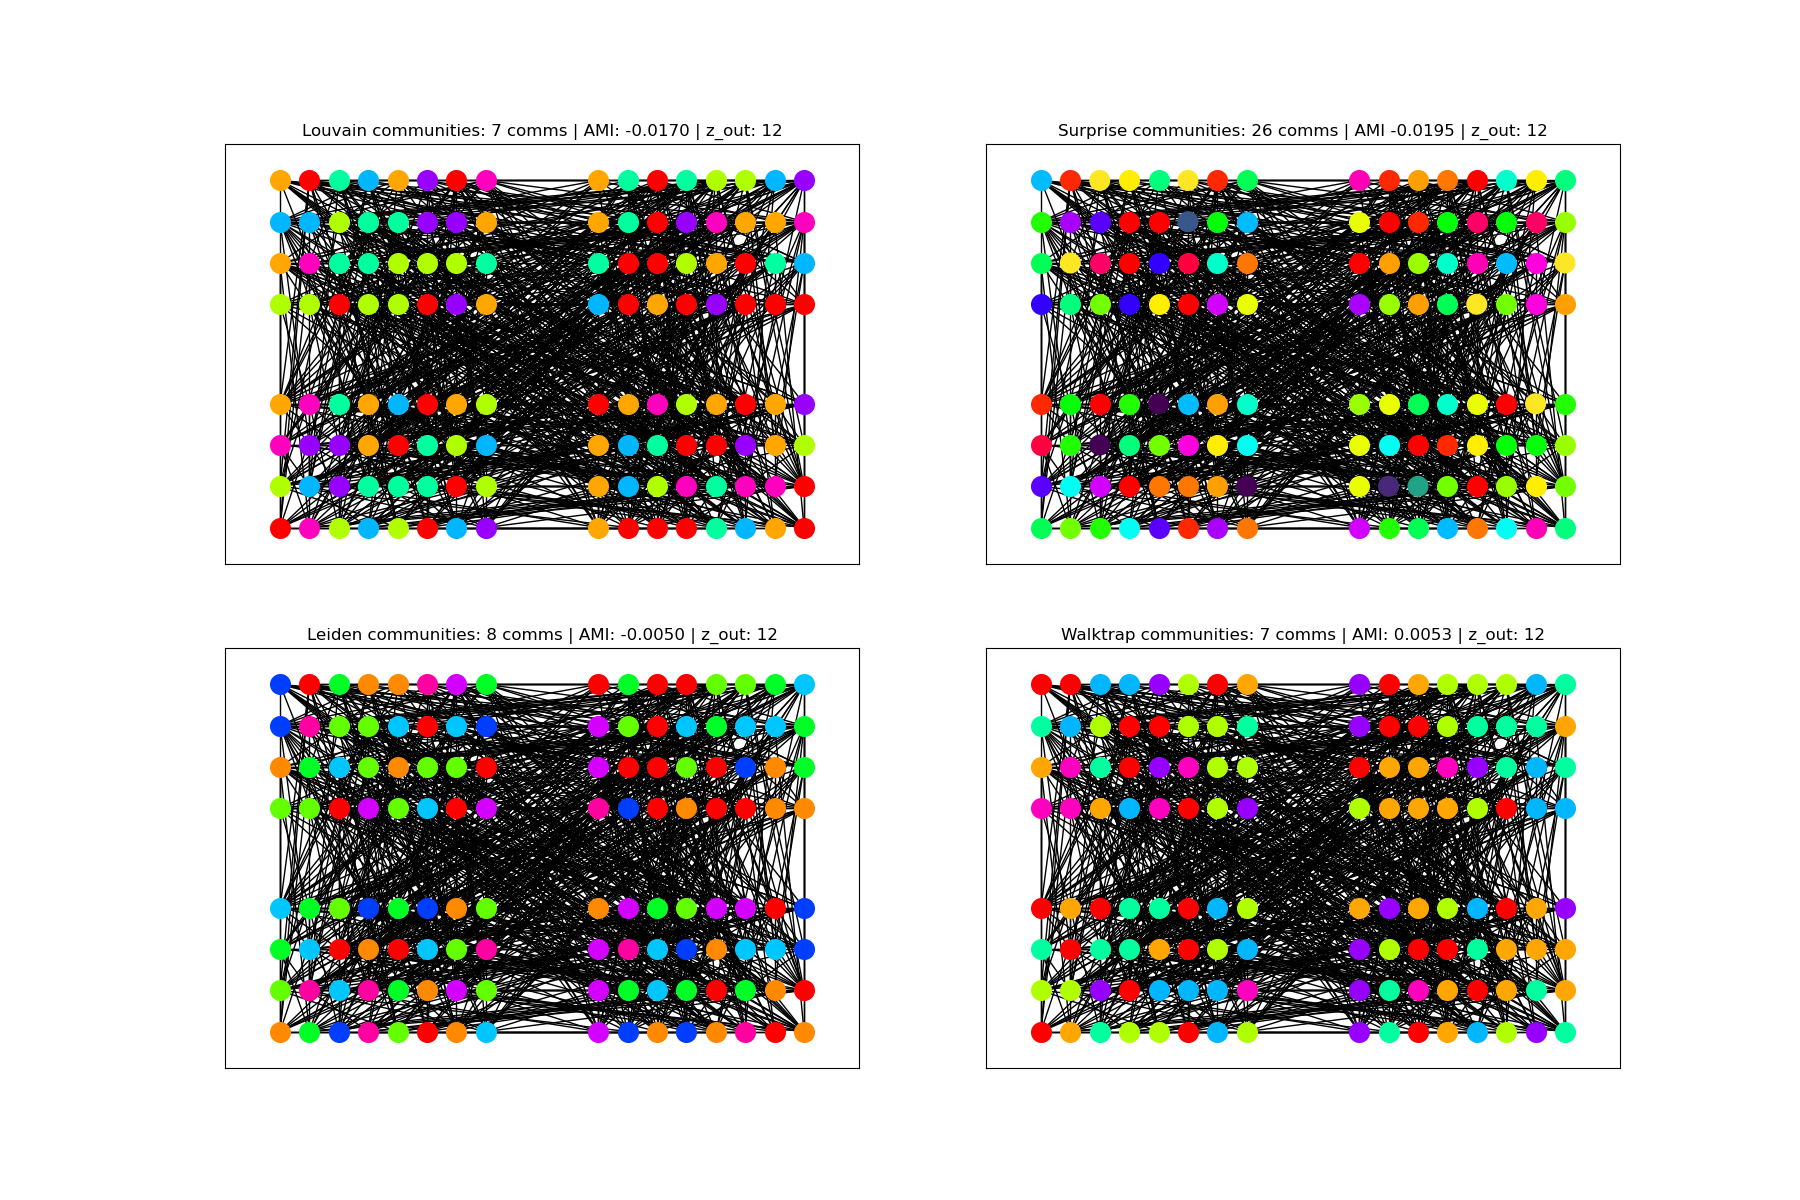 Louvain communities: 7 comms | AMI: -0.0170 | z_out: 12
Surprise communities: 26 comms | AMI -0.0195 | z_out: 12
Leiden communities: 8 comms | AMI: -0.0050 | z_out: 12
Walktrap communities: 7 comms | AMI: 0.0053 | z_out: 12